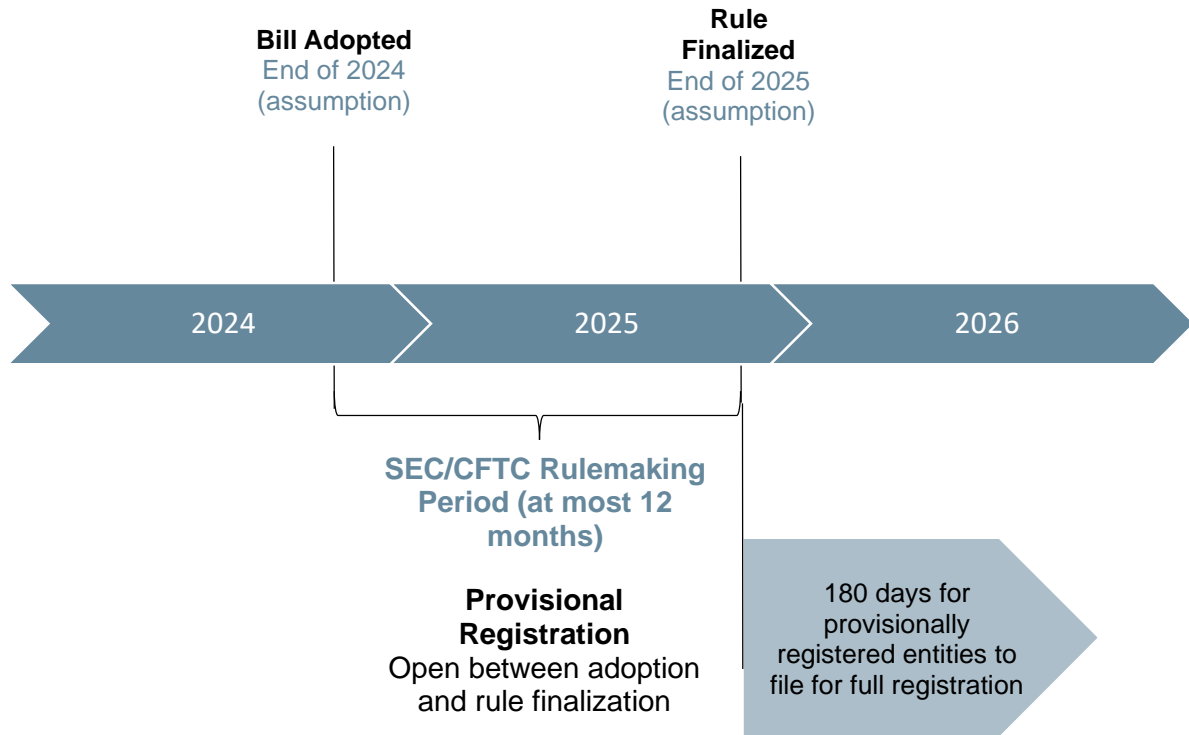 Bill Adopted
End of 2024
(assumption)
Rule
Finalized
End of 2025
(assumption)
2024
2025
2026
SEC/CFTC Rulemaking
Period (at most 12
months)
Provisional
Registration
Open between adoption
and rule finalization
180 days for
provisionally
registered entities to
file for full registration